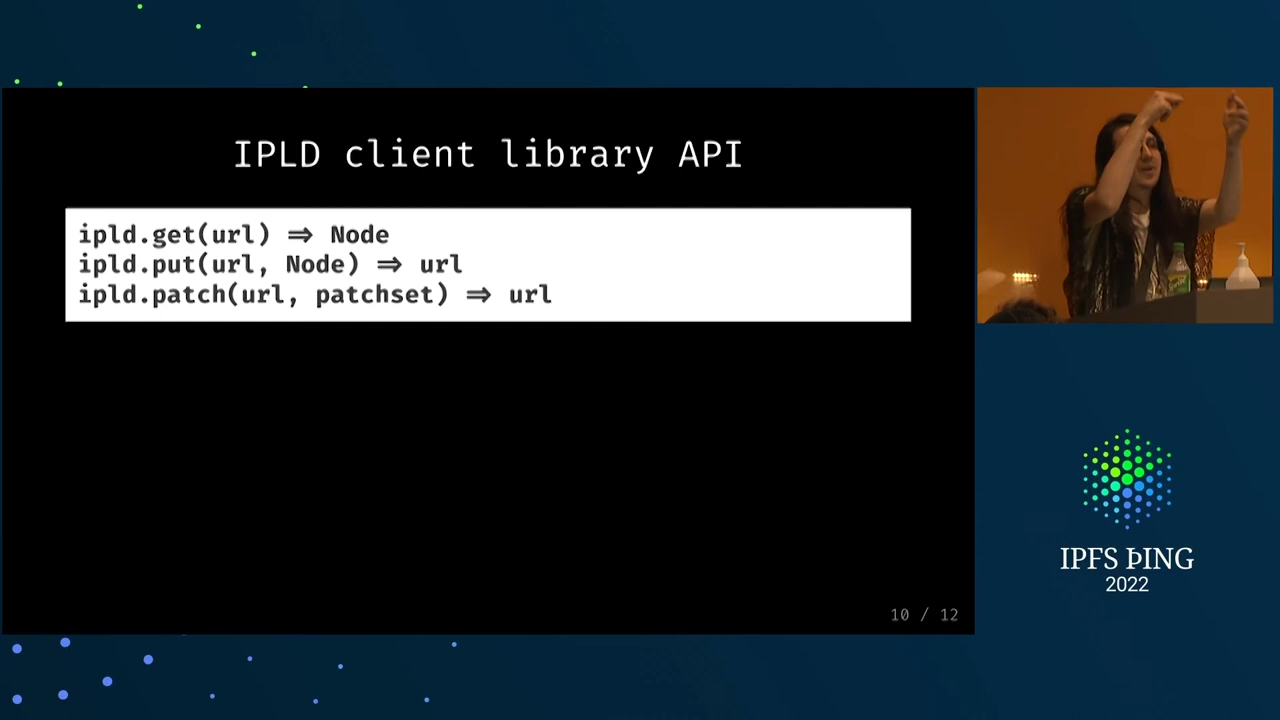 IPLD client library API
ipld.get(url) ⇒ Node
ipld.put(url, Node) ⇒ url
ipld.patch(url, patchset) ⇒ url
10 / 12
IPFS ÞING
2022